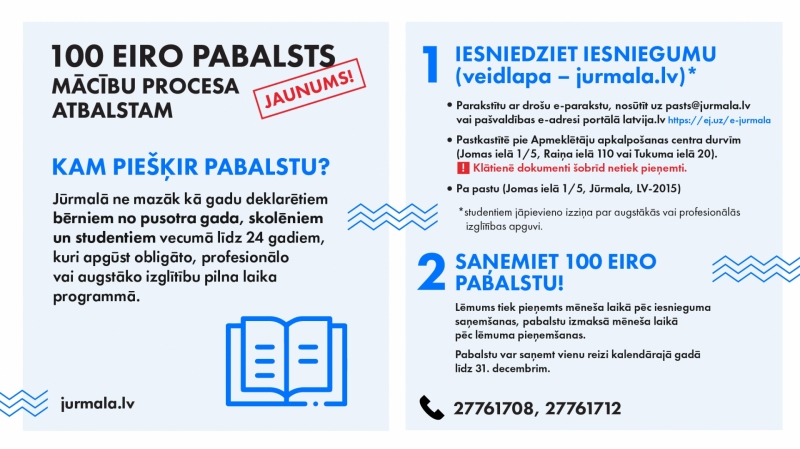 100 EIRO PABALSTS
MĀCĪBU PROCESA
ATBALSTAM
JAUNUMS!
KAM PIEŠĶIR PABALSTU?
Jūrmalā ne mazāk kā gadu deklarētiem
bērniem no pusotra gada, skolēniem
un studentiem vecumā līdz 24 gadiem,
kuri apgūst obligāto, profesionālo
vai augstāko izglītību pilna laika
programmā.
jurmala.lv
1 IESNIEDZIET IESNIEGUMU
(veidlapa – jurmala.lv)*
• Parakstītu ar drošu e-parakstu, nosūtīt uz pasts@jurmala.lv
vai pašvaldības e-adresi portālā latvija.lv https://ej.uz/e-jurmala
• Pastkastītē pie Apmeklētāju apkalpošanas centra durvīm
(Jomas ielā 1/5, Raiņa ielā 110 vai Tukuma ielā 20).
! Klātienē dokumenti šobrīd netiek pieņemti.
• Pa pastu (Jomas ielā 1/5, Jūrmala, LV-2015)
*studentiem jāpievieno izziņa par augstākās vai profesionālās
izglītības apguvi.
2 SAŅEMIET 100 EIRO
PABALSTU!
Lēmums tiek pieņemts mēneša laikā pēc iesnieguma
saņemšanas, pabalstu izmaksā mēneša laikā
pēc lēmuma pieņemšanas.
Pabalstu var saņemt vienu reizi kalendārajā gadā
līdz 31. decembrim.
27761708, 27761712